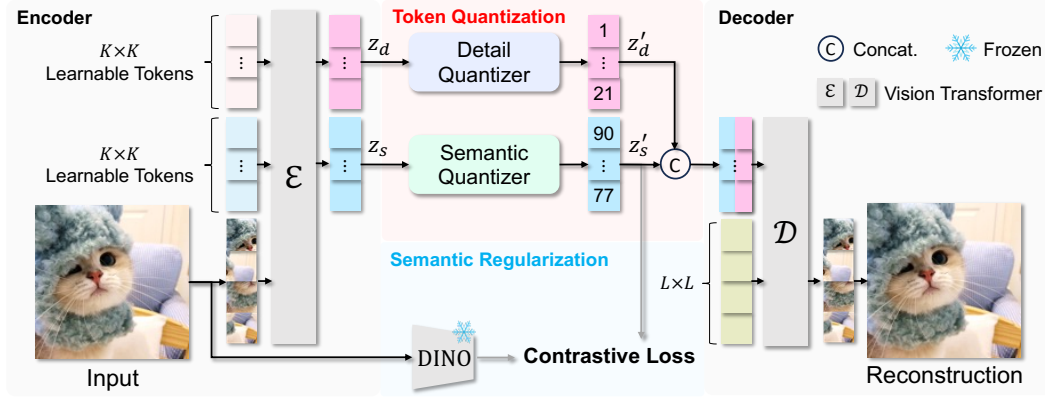 Encoder
Token Quantization
Decoder
K×K
Learnable Tokens
⋮
⋮
z_d
Detail
Quantizer
1
⋮
21
z′_d
C
Concat.
Frozen
ℰ
𝒟
Vision Transformer
K×K
Learnable Tokens
⋮
ℰ
⋮
z_s
Semantic
Quantizer
90
⋮
77
z′_s
C
⋮
𝒟
Semantic Regularization
L×L
DINO
Contrastive Loss
Input
Reconstruction